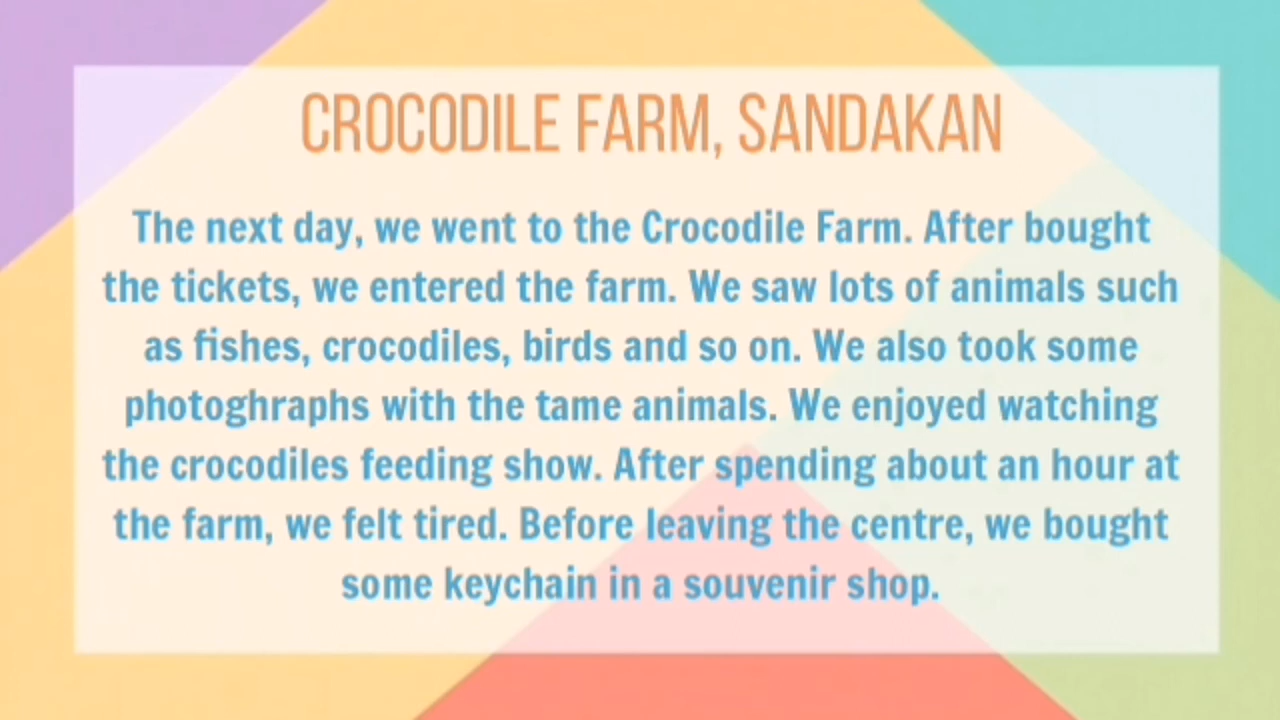 CROCODILE FARM, SANDAKAN
The next day, we went to the Crocodile Farm. After bought
the tickets, we entered the farm. We saw lots of animals such
as fishes, crocodiles, birds and so on. We also took some
photoghraphs with the tame animals. We enjoyed watching
the crocodiles feeding show. After spending about an hour at
the farm, we felt tired. Before leaving the centre, we bought
some keychain in a souvenir shop.